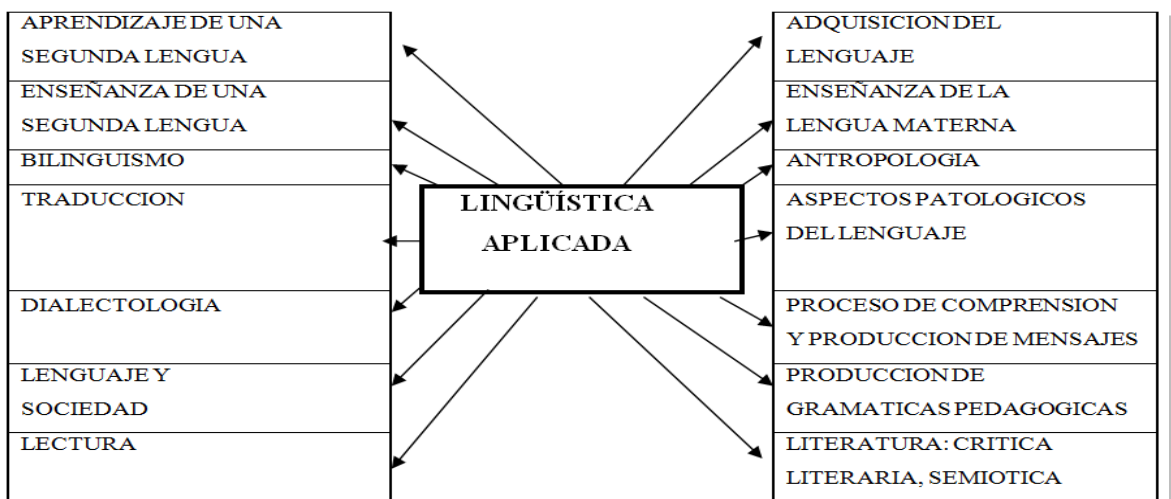 APRENDIZAJE DE UNA
SEGUNDA LENGUA
ENSEÑANZA DE UNA
SEGUNDA LENGUA
BILINGUISMO
TRADUCCION
DIALECTOLOGIA
LENGUAJE Y
SOCIEDAD
LECTURA
LINGÜÍSTICA
APLICADA
ADQUISICION DEL
LENGUAJE
ENSEÑANZA DE LA
LENGUA MATERNA
ANTROPOLOGIA
ASPECTOS PATOLOGICOS
DEL LENGUAJE
PROCESO DE COMPRENSION
Y PRODUCCION DE MENSAJES
PRODUCCION DE
GRAMATICAS PEDAGOGICAS
LITERATURA: CRITICA
LITERARIA, SEMIOTICA